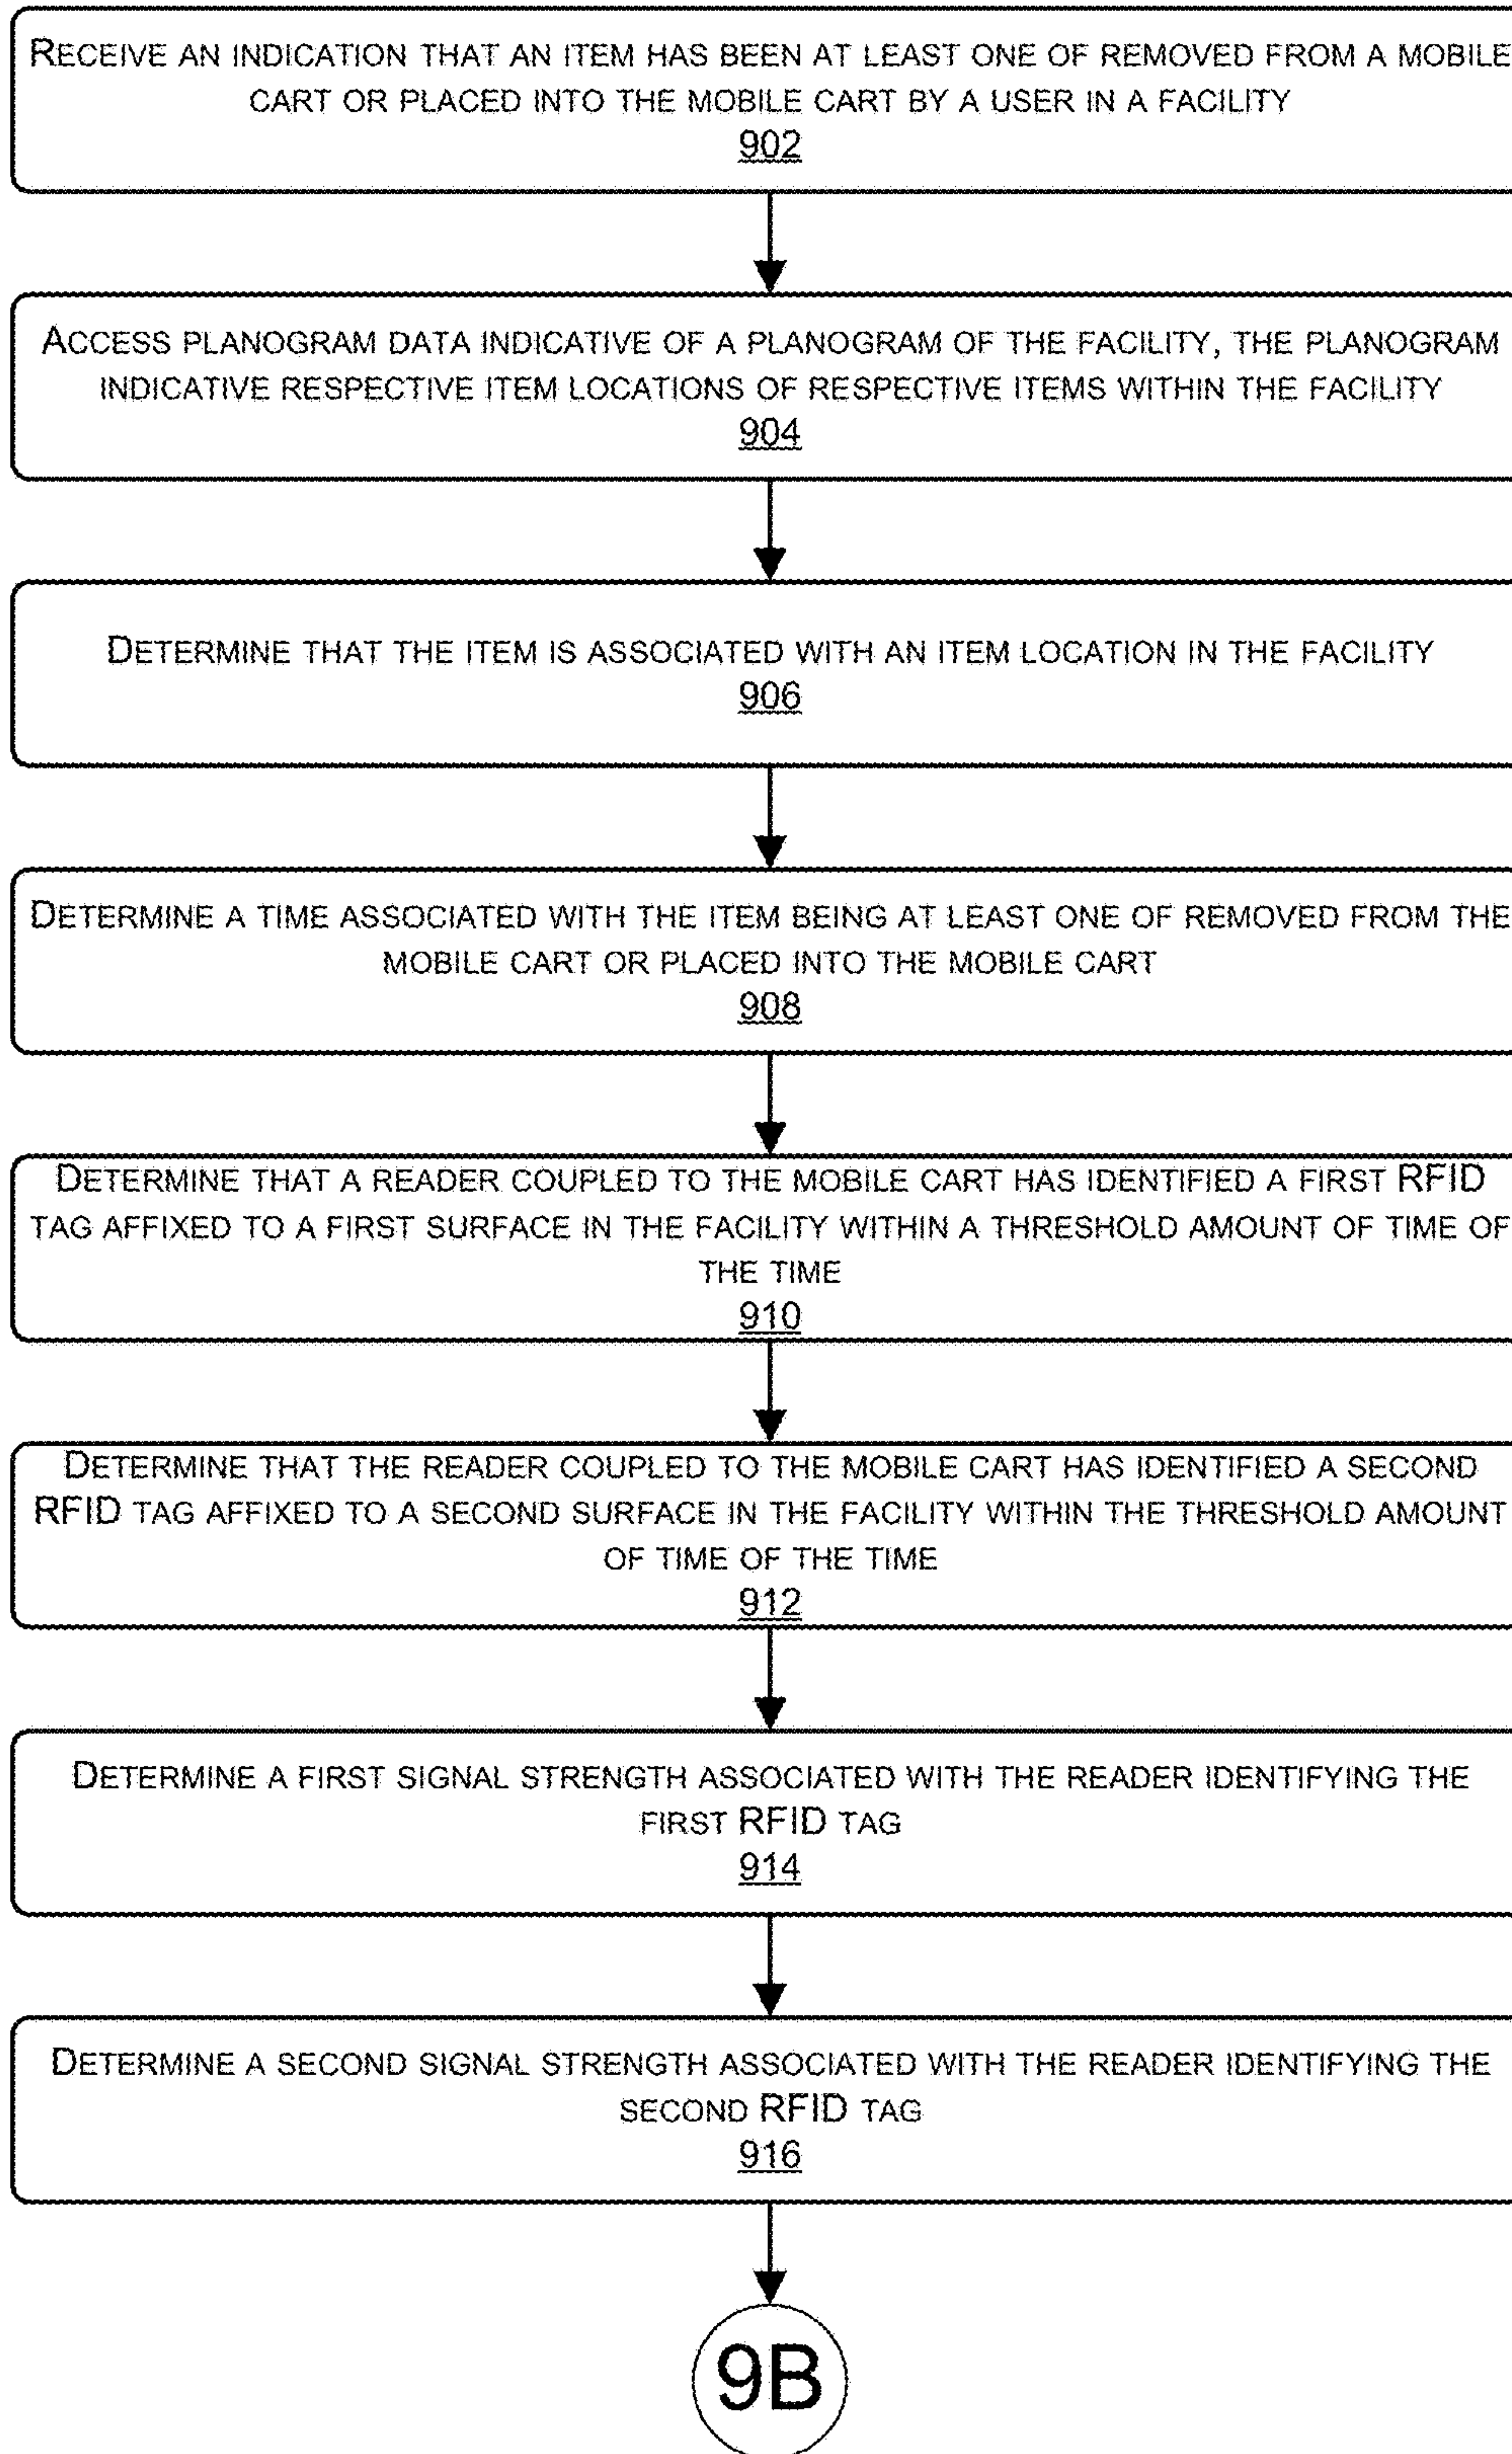 RECEIVE AN INDICATION THAT AN ITEM HAS BEEN AT LEAST ONE OF REMOVED FROM A MOBILE
CART OR PLACED INTO THE MOBILE CART BY A USER IN A FACILITY
902
ACCESS PLANOGRAM DATA INDICATIVE OF A PLANOGRAM OF THE FACILITY, THE PLANOGRAM
INDICATIVE RESPECTIVE ITEM LOCATIONS OF RESPECTIVE ITEMS WITHIN THE FACILITY
904
DETERMINE THAT THE ITEM IS ASSOCIATED WITH AN ITEM LOCATION IN THE FACILITY
906
DETERMINE A TIME ASSOCIATED WITH THE ITEM BEING AT LEAST ONE OF REMOVED FROM THE
MOBILE CART OR PLACED INTO THE MOBILE CART
908
DETERMINE THAT A READER COUPLED TO THE MOBILE CART HAS IDENTIFIED A FIRST RFID
TAG AFFIXED TO A FIRST SURFACE IN THE FACILITY WITHIN A THRESHOLD AMOUNT OF TIME OF
THE TIME
910
DETERMINE THAT THE READER COUPLED TO THE MOBILE CART HAS IDENTIFIED A SECOND
RFID TAG AFFIXED TO A SECOND SURFACE IN THE FACILITY WITHIN THE THRESHOLD AMOUNT
OF TIME OF THE TIME
912
DETERMINE A FIRST SIGNAL STRENGTH ASSOCIATED WITH THE READER IDENTIFYING THE
FIRST RFID TAG
914
DETERMINE A SECOND SIGNAL STRENGTH ASSOCIATED WITH THE READER IDENTIFYING THE
SECOND RFID TAG
916
9B